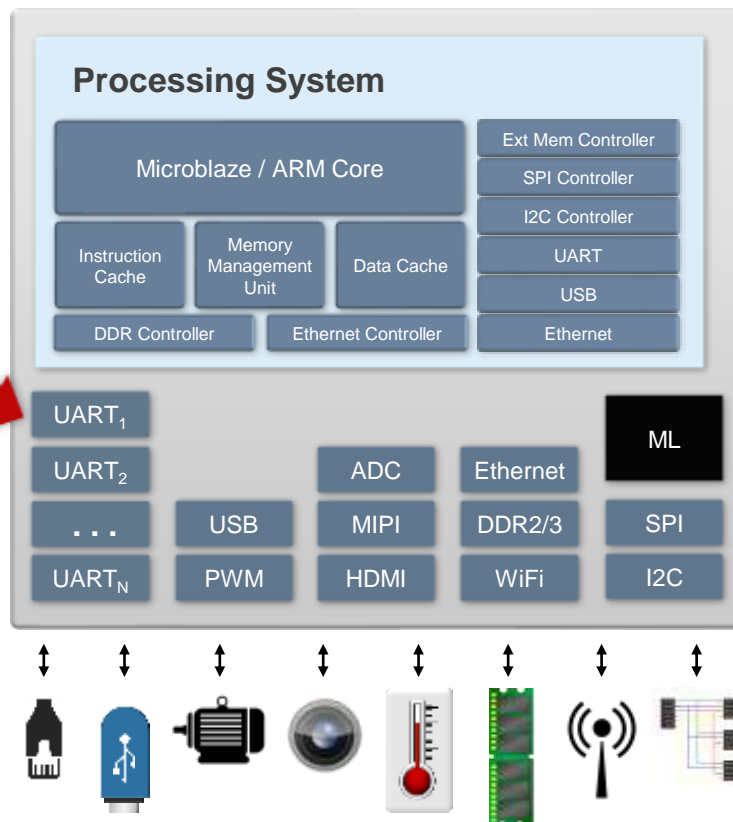 Processing System
Microblaze / ARM Core
Instruction
Cache
Memory
Management
Unit
Data Cache
DDR Controller
Ethernet Controller
Ext Mem Controller
SPI Controller
I2C Controller
UART
USB
Ethernet
UART₁
UART₂
. . .
UARTN
USB
PWM
ADC
MIPI
HDMI
Ethernet
DDR2/3
WiFi
ML
SPI
I2C